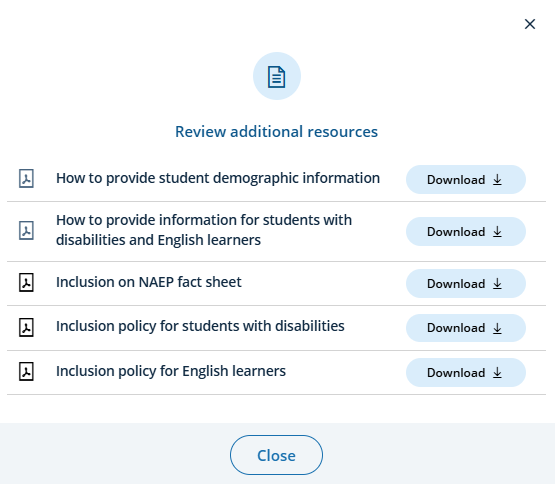 Review additional resources
How to provide student demographic information
Download
How to provide information for students with
disabilities and English learners
Download
Inclusion on NAEP fact sheet
Download
Inclusion policy for students with disabilities
Download
Inclusion policy for English learners
Download
Close